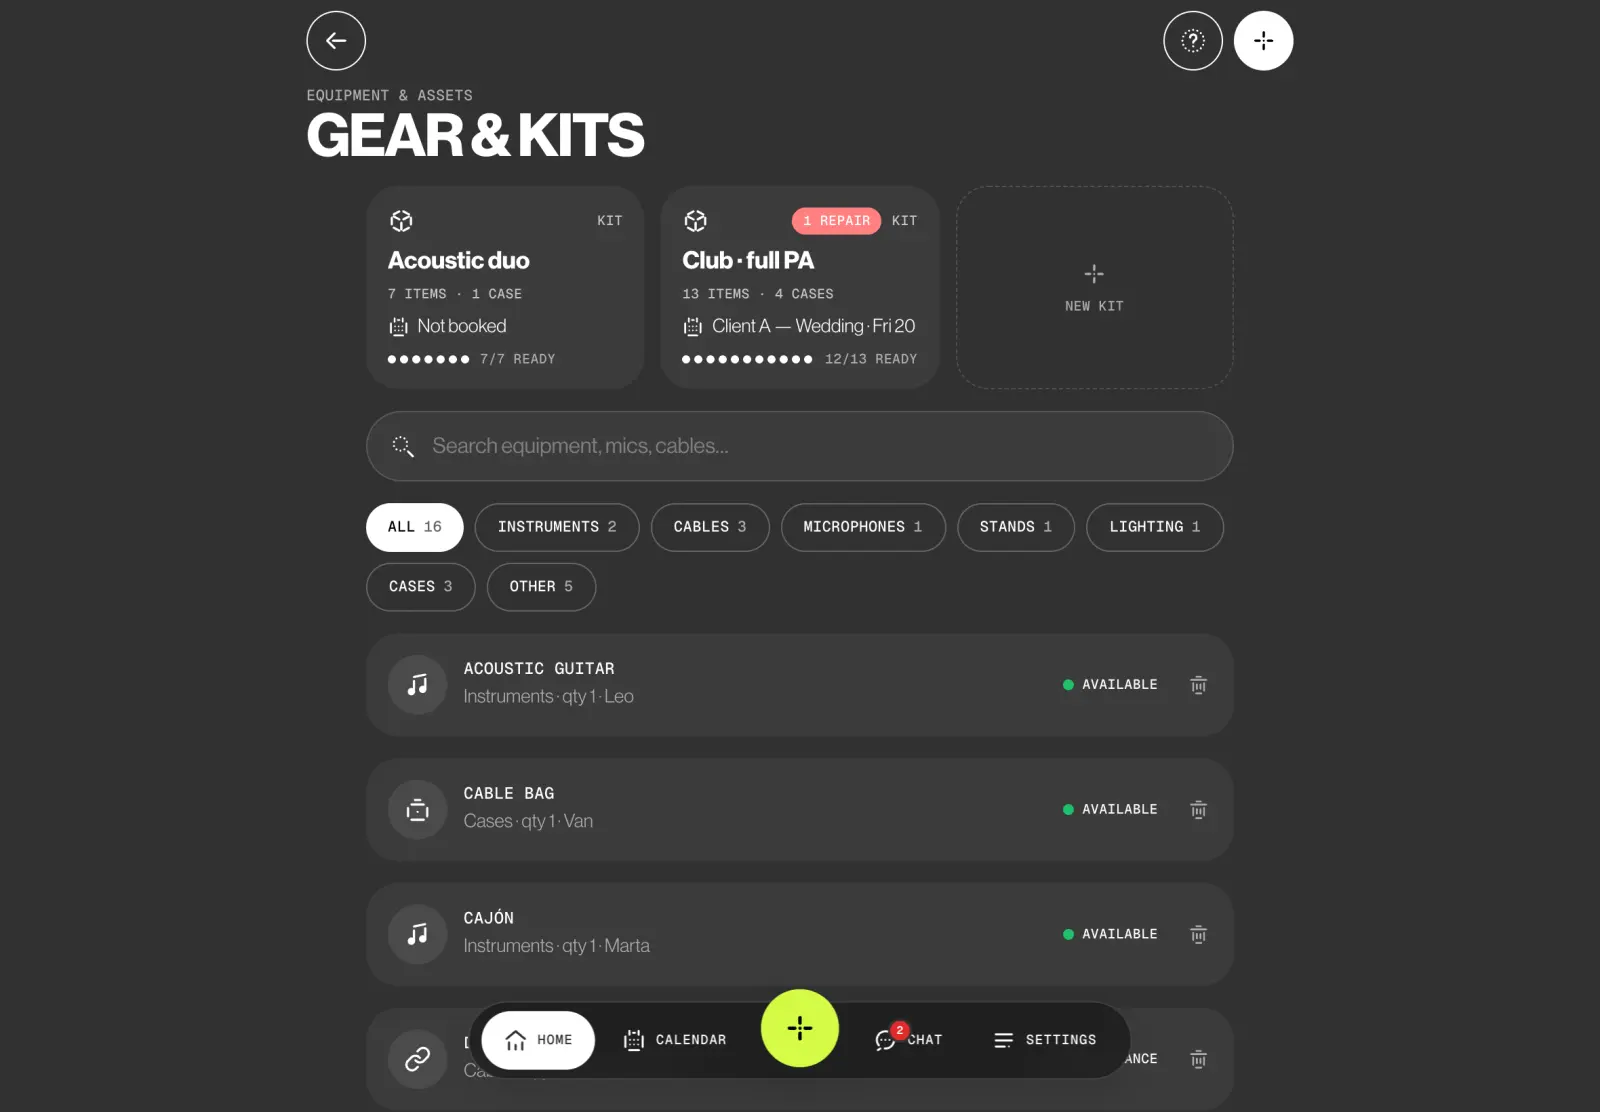 EQUIPMENT & ASSETS
GEAR & KITS
KIT
Acoustic duo
7 ITEMS · 1 CASE
Not booked
7/7 READY
1 REPAIR KIT
Club · full PA
13 ITEMS · 4 CASES
Client A — Wedding · Fri 20
12/13 READY
NEW KIT
Search equipment, mics, cables...
ALL 16
INSTRUMENTS 2
CABLES 3
MICROPHONES 1
STANDS 1
LIGHTING 1
CASES 3
OTHER 5
ACOUSTIC GUITAR
Instruments · qty 1 · Leo
AVAILABLE
CABLE BAG
Cases · qty 1 · Van
AVAILABLE
CAJÓN
Instruments · qty 1 · Marta
AVAILABLE
HOME
CALENDAR
2
CHAT
SETTINGS